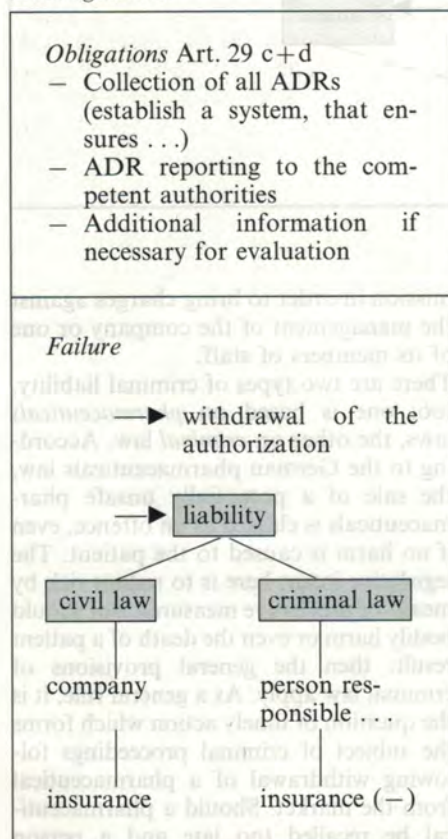 Obligations Art. 29 c+d
– Collection of all ADRs
(establish a system, that en-
sures . . .)
– ADR reporting to the com-
petent authorities
– Additional information if
necessary for evaluation
Failure
withdrawal of the
authorization
liability
civil law
criminal law
company
person res-
ponsible . . .
insurance
insurance (–)